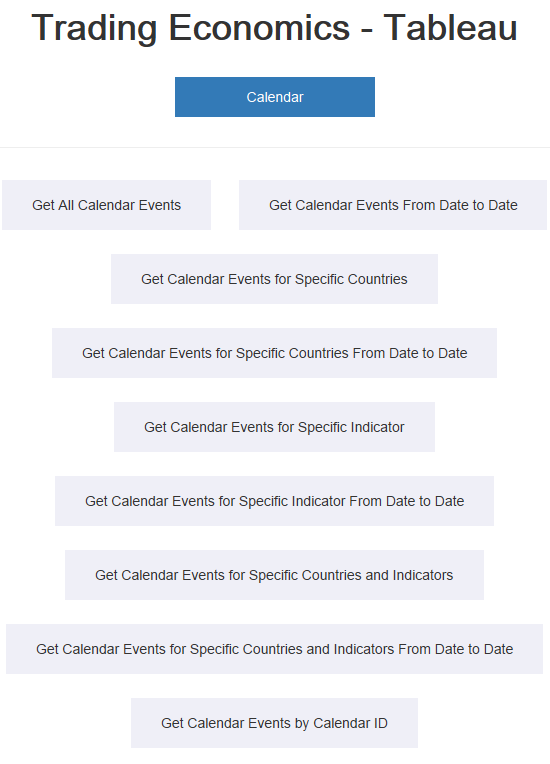 Trading Economics - Tableau
Calendar
Get All Calendar Events
Get Calendar Events From Date to Date
Get Calendar Events for Specific Countries
Get Calendar Events for Specific Countries From Date to Date
Get Calendar Events for Specific Indicator
Get Calendar Events for Specific Indicator From Date to Date
Get Calendar Events for Specific Countries and Indicators
Get Calendar Events for Specific Countries and Indicators From Date to Date
Get Calendar Events by Calendar ID